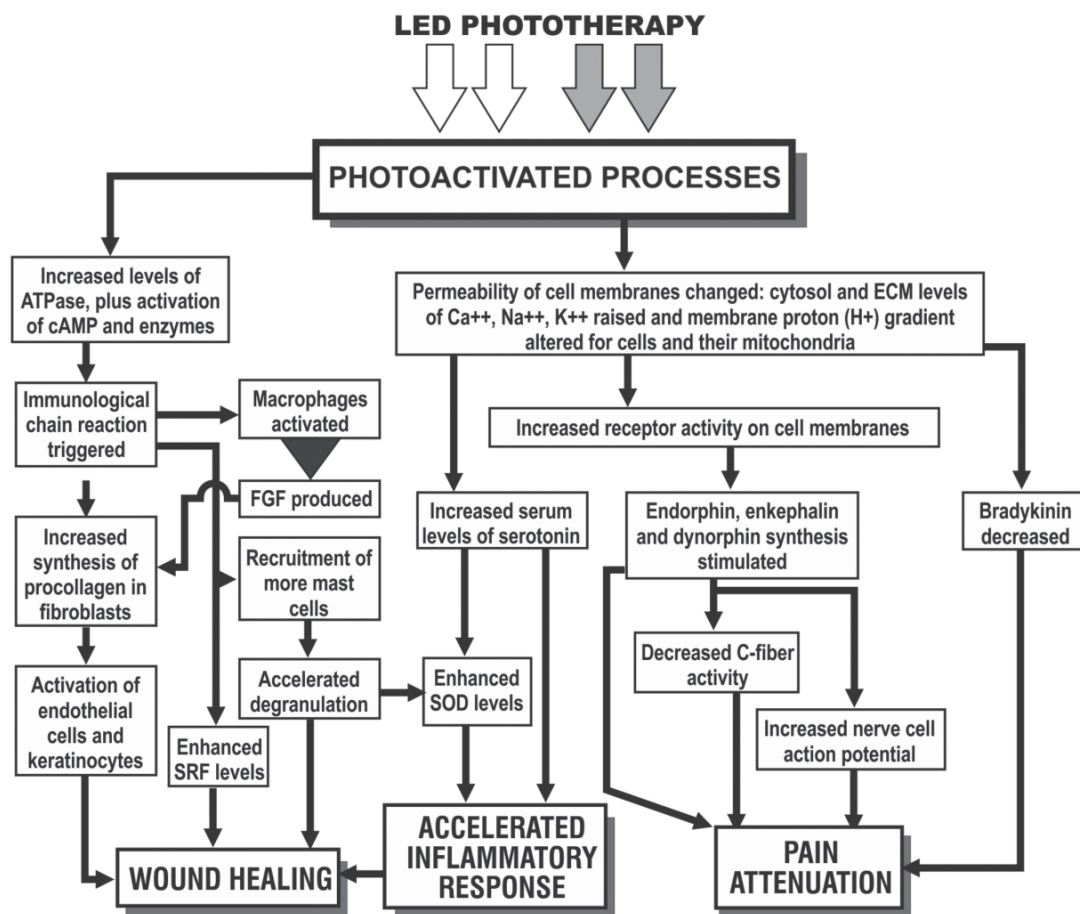 LED PHOTOTHERAPY
PHOTOACTIVATED PROCESSES
Increased levels of
ATPase, plus activation
of cAMP and enzymes
Permeability of cell membranes changed: cytosol and ECM levels
of Ca++, Na++, K++ raised and membrane proton (H+) gradient
altered for cells and their mitochondria
Immunological
chain reaction
triggered
Macrophages
activated
Increased receptor activity on cell membranes
FGF produced
Increased serum
levels of serotonin
Endorphin, enkephalin
and dynorphin synthesis
stimulated
Bradykinin
decreased
Increased
synthesis of
procollagen in
fibroblasts
Recruitment of
more mast
cells
Decreased C-fiber
activity
Activation of
endothelial
cells and
keratinocytes
Accelerated
degranulation
Enhanced
SOD levels
Increased nerve cell
action potential
Enhanced
SRF levels
WOUND HEALING
ACCELERATED
INFLAMMATORY
RESPONSE
PAIN
ATTENUATION